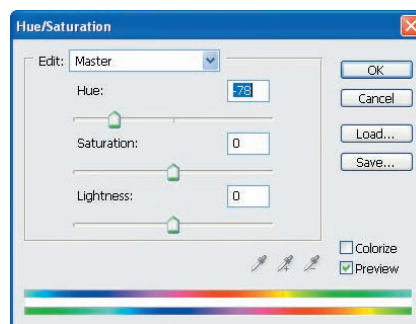 Hue/Saturation
Edit: Master
OK
Hue: -78
Cancel
Load...
Saturation: 0
Save...
Lightness: 0
Colorize
Preview